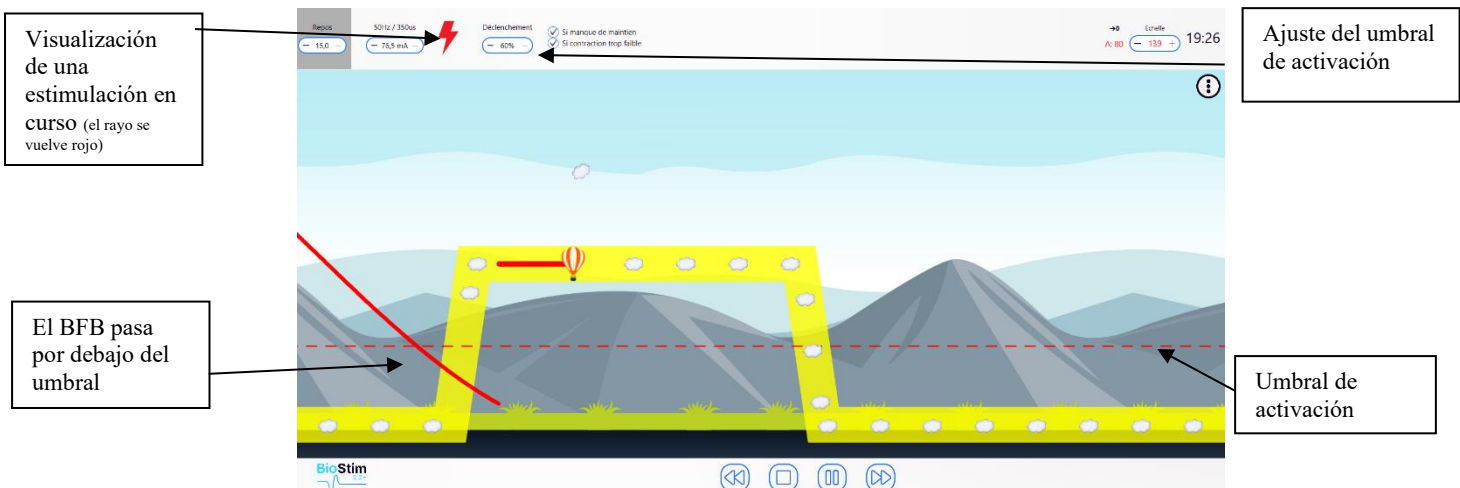 Visualización
de una
estimulación en
curso (el rayo se
vuelve rojo)
Repos
− 15,0
50Hz / 350us
− 76,5 mA −
Déclenchement
− 60% −
Si manque de maintien
Si contraction trop faible
Echelle
A: 80
− 139 +
19:26
Ajuste del umbral
de activación
El BFB pasa
por debajo del
umbral
Umbral de
activación
BioStim